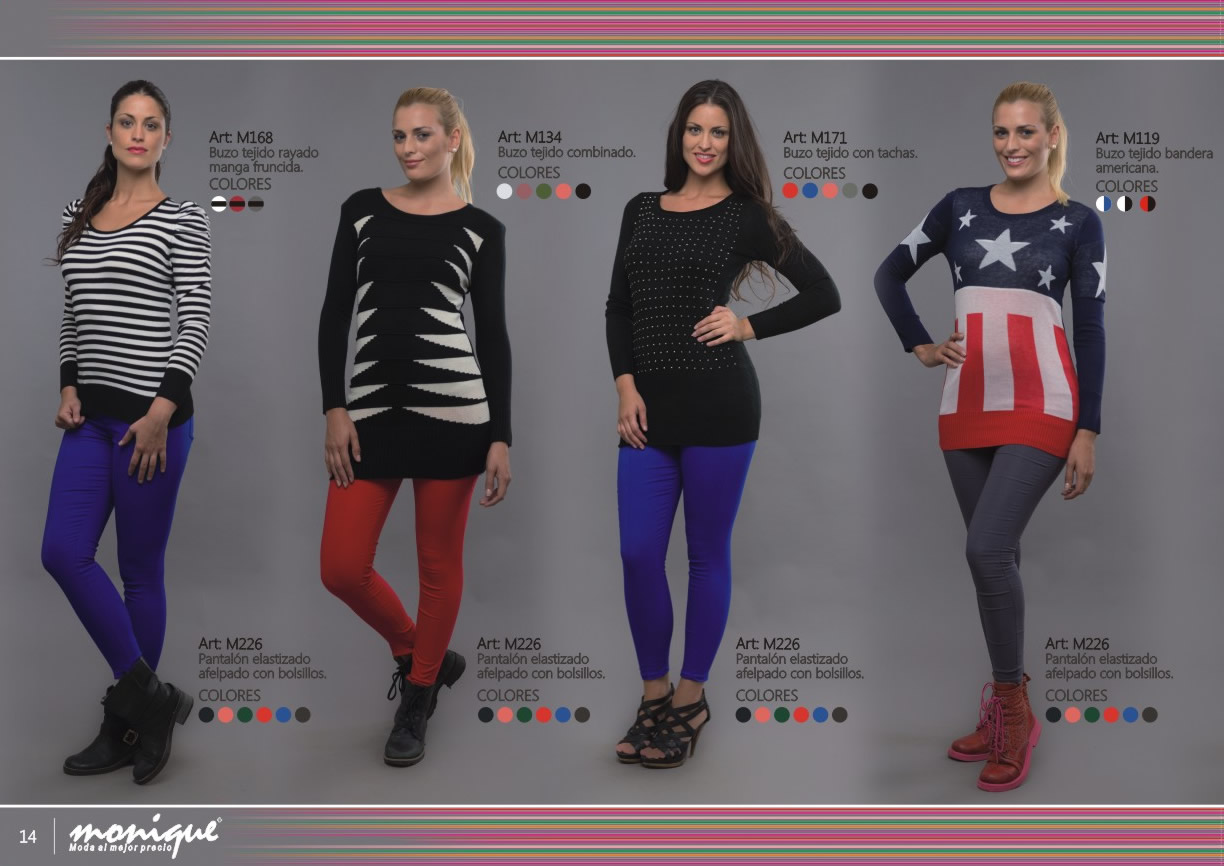 Art: M168
Buzo tejido rayado
manga fruncida.
COLORES
Art: M134
Buzo tejido combinado.
COLORES
Art: M171
Buzo tejido con tachas.
COLORES
Art: M119
Buzo tejido bandera
americana.
COLORES
Art: M226
Pantalón elastizado
afelpado con bolsillos.
COLORES
Art: M226
Pantalón elastizado
afelpado con bolsillos.
COLORES
Art: M226
Pantalón elastizado
afelpado con bolsillos.
COLORES
Art: M226
Pantalón elastizado
afelpado con bolsillos.
COLORES
14
monique
Moda al mejor precio